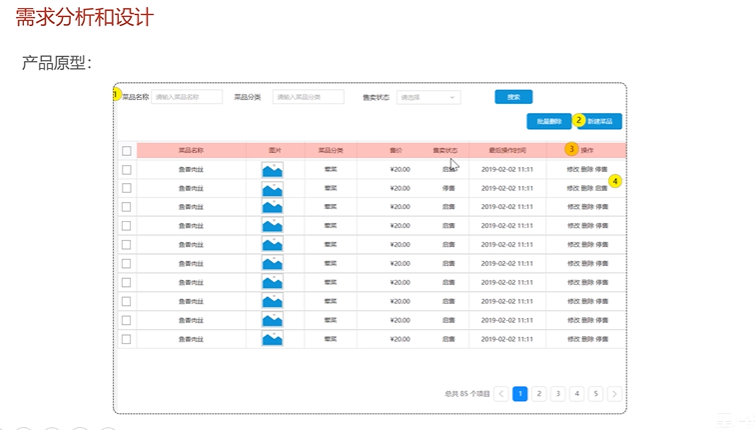 需求分析和设计
产品原型：
1 菜品名称 请输入菜品名称 菜品分类 请输入菜品分类 售卖状态 请选择 搜索
批量删除 2 新建菜品
菜品名称 图片 菜品分类 售价 售卖状态 最后操作时间 3 操作
鱼香肉丝 荤菜 ¥20.00 启售 2019-02-02 11:11 修改 删除 停售
4
鱼香肉丝 荤菜 ¥20.00 停售 2019-02-02 11:11 修改 删除 启售
鱼香肉丝 荤菜 ¥20.00 启售 2019-02-02 11:11 修改 删除 停售
鱼香肉丝 荤菜 ¥20.00 启售 2019-02-02 11:11 修改 删除 停售
鱼香肉丝 荤菜 ¥20.00 启售 2019-02-02 11:11 修改 删除 停售
鱼香肉丝 荤菜 ¥20.00 启售 2019-02-02 11:11 修改 删除 停售
鱼香肉丝 荤菜 ¥20.00 启售 2019-02-02 11:11 修改 删除 停售
鱼香肉丝 荤菜 ¥20.00 启售 2019-02-02 11:11 修改 删除 停售
鱼香肉丝 荤菜 ¥20.00 启售 2019-02-02 11:11 修改 删除 停售
鱼香肉丝 荤菜 ¥20.00 启售 2019-02-02 11:11 修改 删除 停售
总共 85 个项目 < 1 2 3 4 5 >